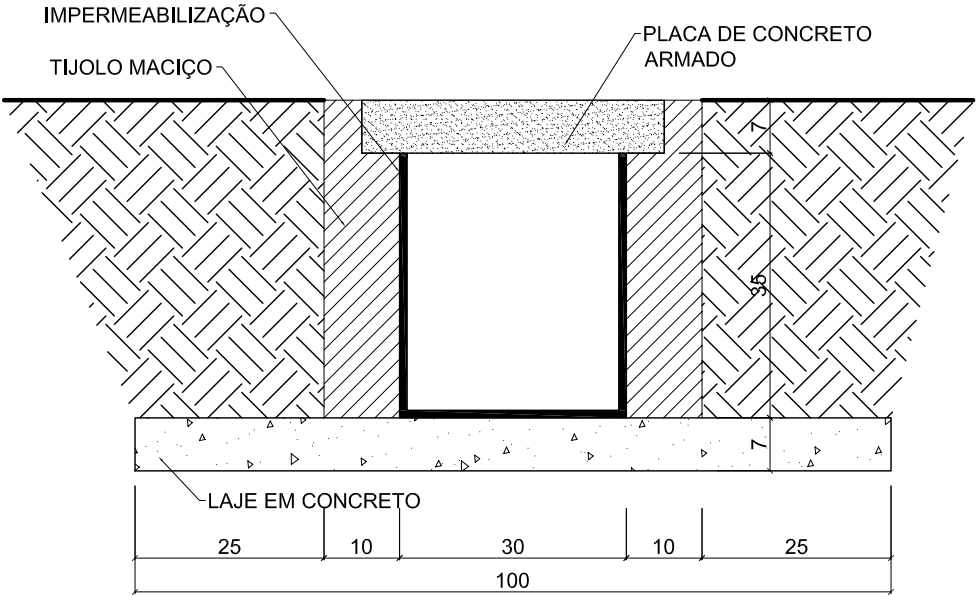 IMPERMEABILIZAÇÃO
PLACA DE CONCRETO
ARMADO
TIJOLO MACIÇO
7
35
7
LAJE EM CONCRETO
25
10
30
10
25
100